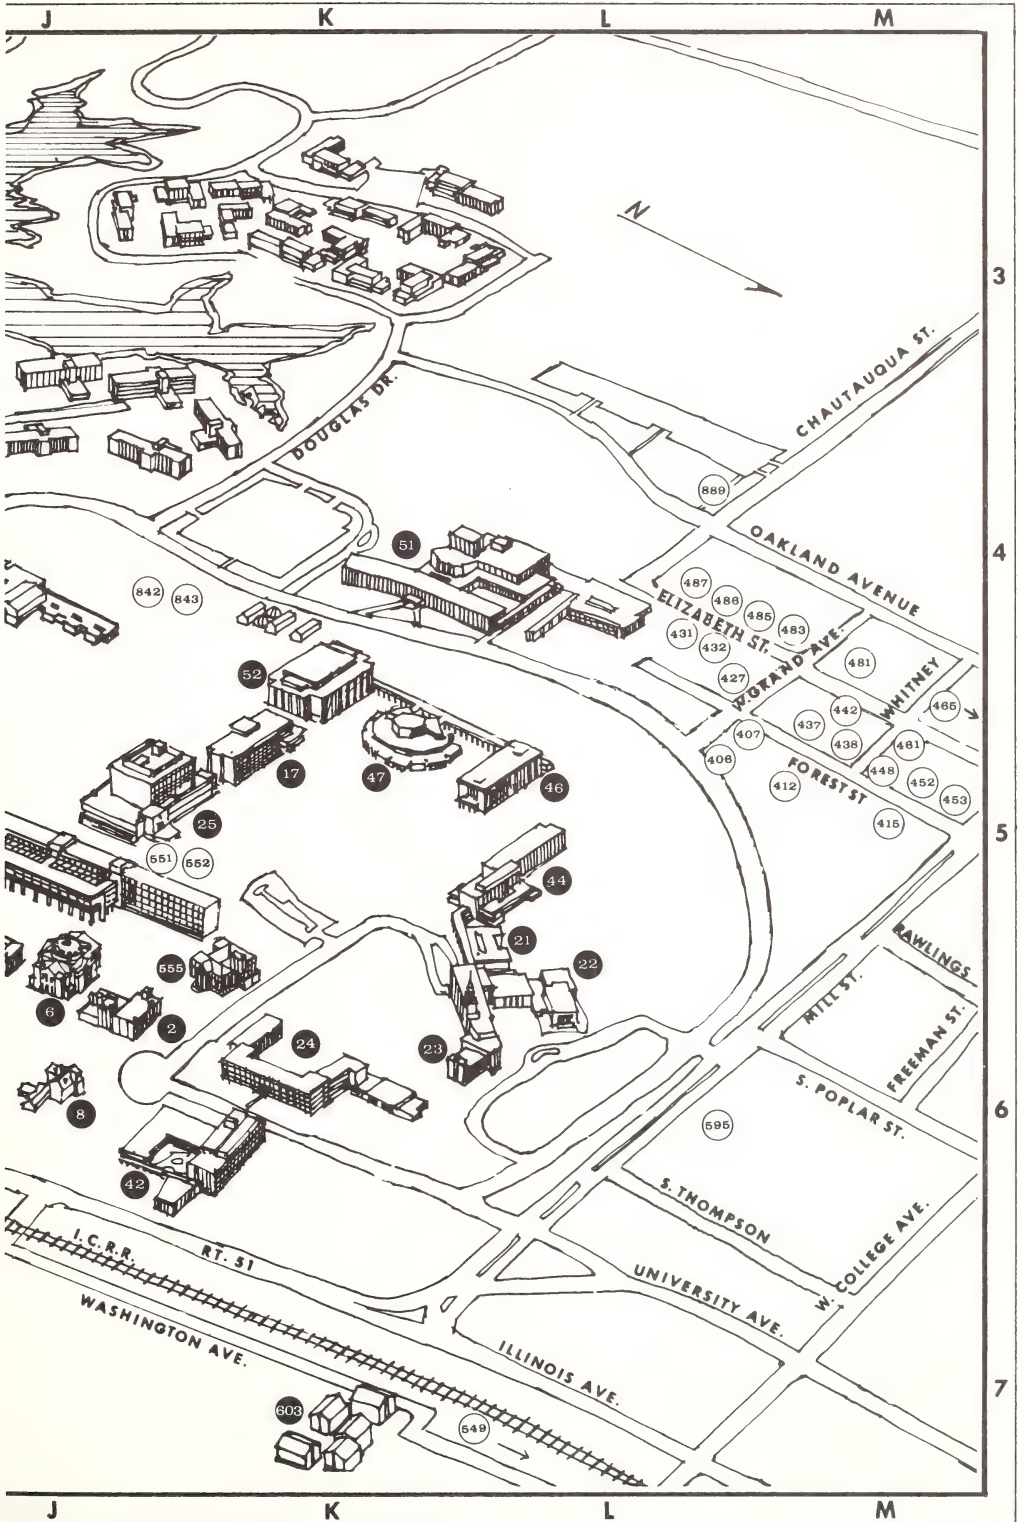 J K L M
N
3
CHAUTAUQUA ST.
DOUGLAS DR.
889
51
OAKLAND AVENUE
4
842 843
487
486
485
483
ELIZABETH ST.
431
432
427
W. GRAND AVE.
481
WHITNEY
465
52
442
437
438
407
406
461
448
452
453
412
FOREST ST
415
17
47
46
25
5
551 552
44
21
22
555
RAWLINGS
6
2
24
23
MILL ST.
FREEMAN ST.
8
S. POPLAR ST.
6
595
42
S. THOMPSON
W. COLLEGE AVE.
I.C.R.R.
RT. 51
UNIVERSITY AVE.
WASHINGTON AVE.
ILLINOIS AVE.
7
603
549
J K L M